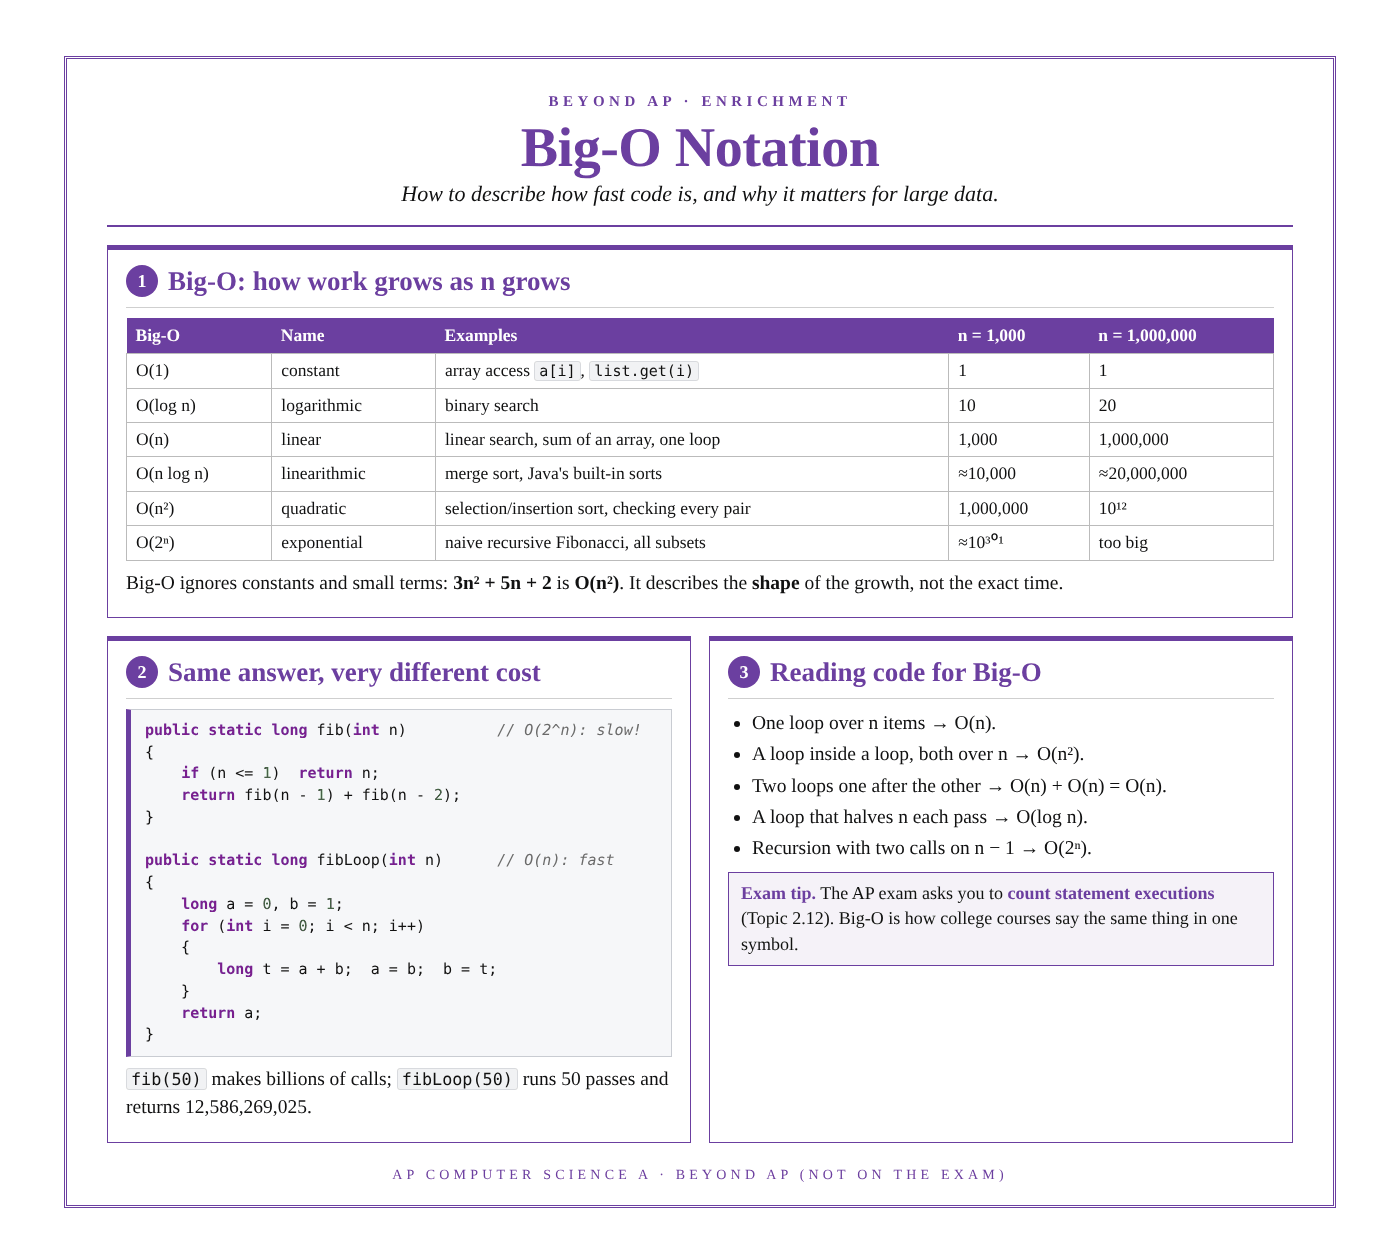 BEYOND AP · ENRICHMENT
Big-O Notation
How to describe how fast code is, and why it matters for large data.
1 Big-O: how work grows as n grows
Big-O Name Examples n = 1,000 n = 1,000,000
O(1) constant array access a[i], list.get(i) 1 1
O(log n) logarithmic binary search 10 20
O(n) linear linear search, sum of an array, one loop 1,000 1,000,000
O(n log n) linearithmic merge sort, Java's built-in sorts ≈10,000 ≈20,000,000
O(n²) quadratic selection/insertion sort, checking every pair 1,000,000 10¹²
O(2ⁿ) exponential naive recursive Fibonacci, all subsets ≈10³⁰¹ too big
Big-O ignores constants and small terms: 3n² + 5n + 2 is O(n²). It describes the shape of the growth, not the exact time.
2 Same answer, very different cost
public static long fib(int n)          // O(2^n): slow!
{
    if (n <= 1)  return n;
    return fib(n - 1) + fib(n - 2);
}
public static long fibLoop(int n)      // O(n): fast
{
    long a = 0, b = 1;
    for (int i = 0; i < n; i++)
    {
        long t = a + b;  a = b;  b = t;
    }
    return a;
}
fib(50) makes billions of calls; fibLoop(50) runs 50 passes and
returns 12,586,269,025.
3 Reading code for Big-O
• One loop over n items → O(n).
• A loop inside a loop, both over n → O(n²).
• Two loops one after the other → O(n) + O(n) = O(n).
• A loop that halves n each pass → O(log n).
• Recursion with two calls on n − 1 → O(2ⁿ).
Exam tip. The AP exam asks you to count statement executions
(Topic 2.12). Big-O is how college courses say the same thing in one
symbol.
AP COMPUTER SCIENCE A · BEYOND AP (NOT ON THE EXAM)